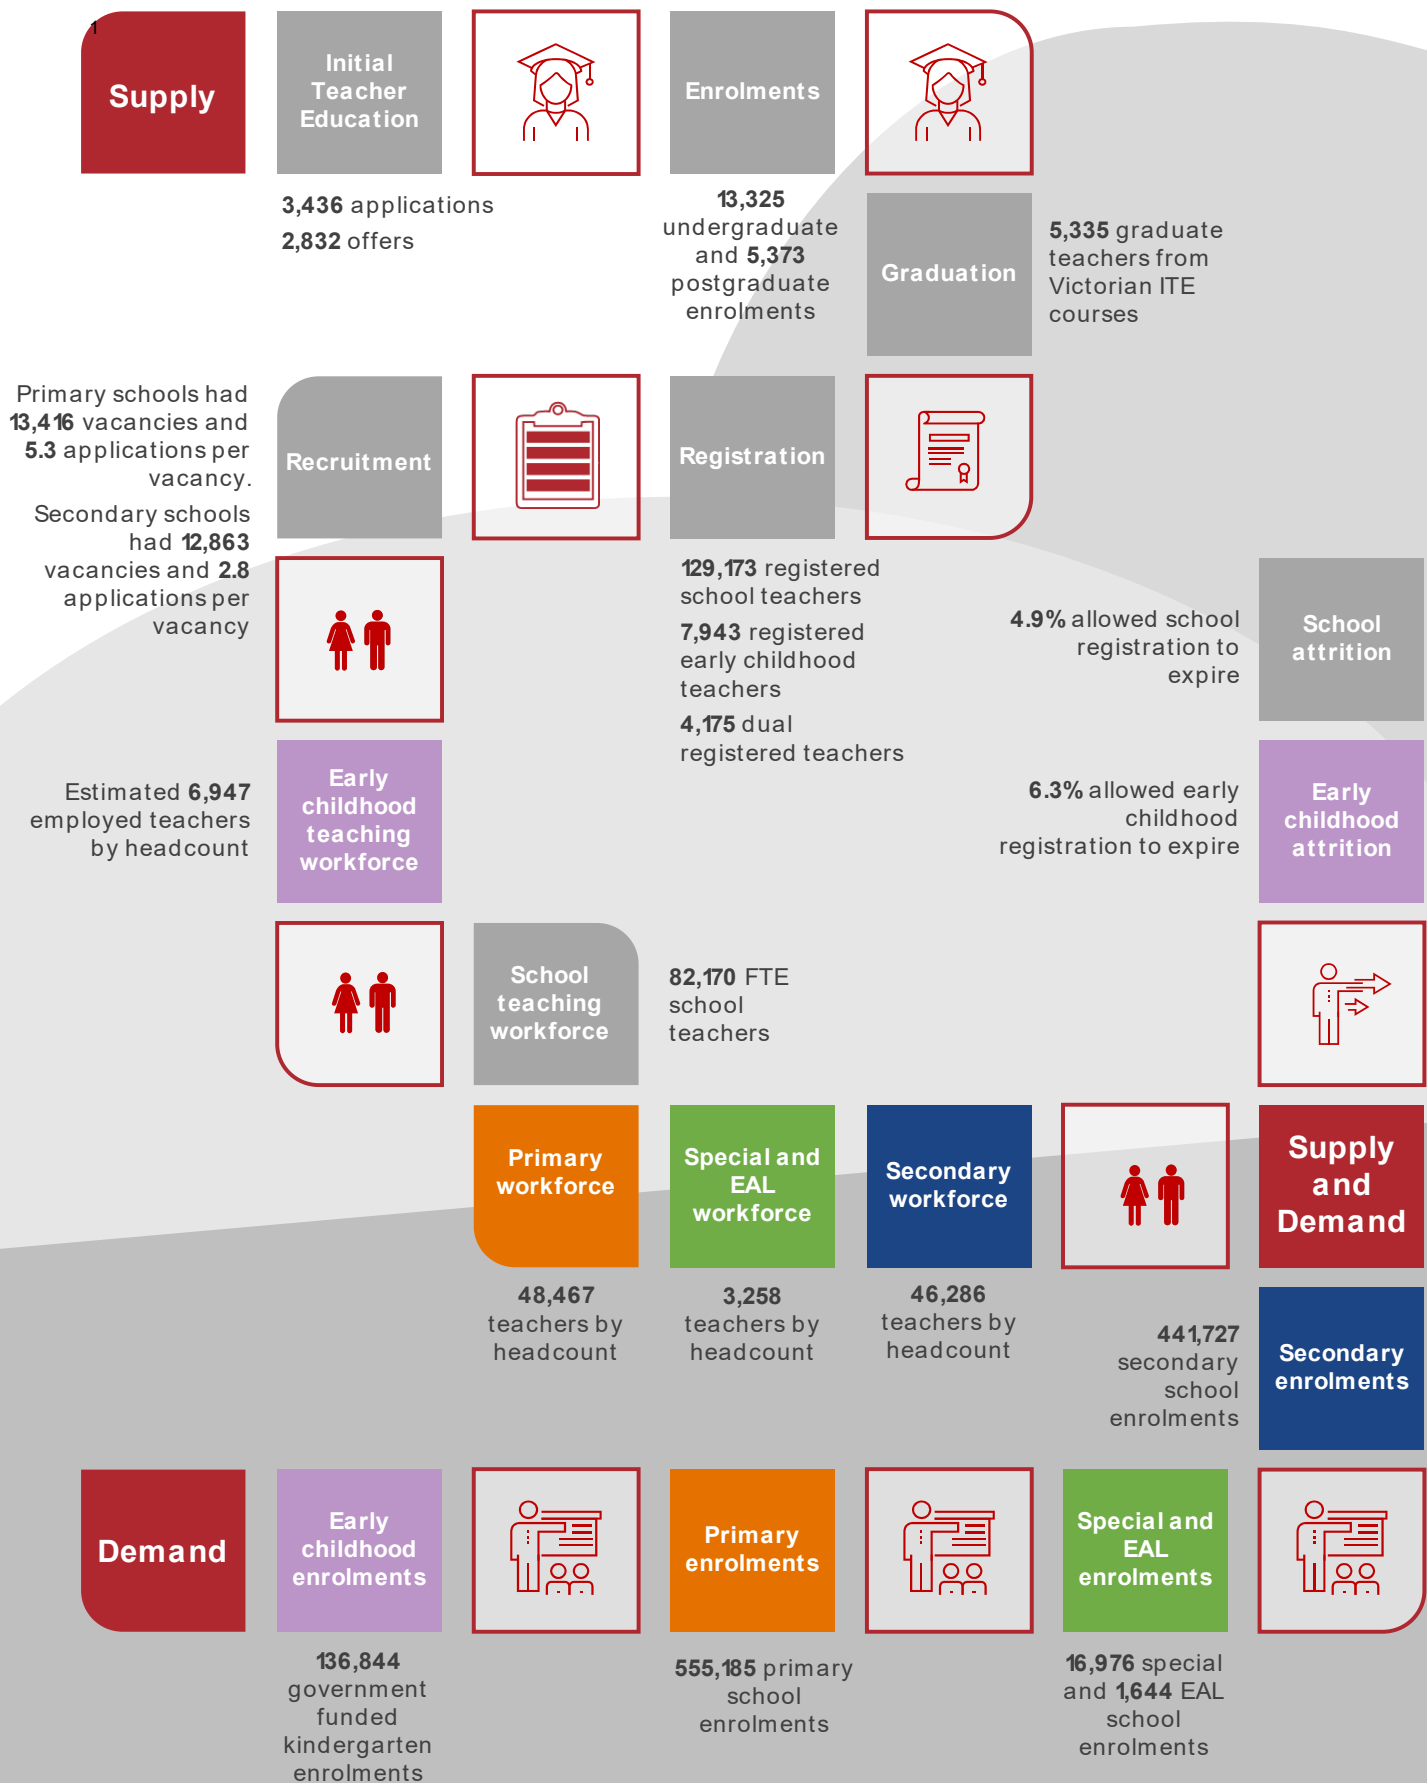 1
Supply
Initial
Teacher
Education
Enrolments
3,436 applications
2,832 offers
13,325
undergraduate
and 5,373
postgraduate
enrolments
Graduation
5,335 graduate
teachers from
Victorian ITE
courses
Primary schools had
13,416 vacancies and
5.3 applications per
vacancy.
Secondary schools
had 12,863
vacancies and 2.8
applications per
vacancy
Recruitment
Registration
129,173 registered
school teachers
7,943 registered
early childhood
teachers
4,175 dual
registered teachers
4.9% allowed school
registration to
expire
School
attrition
Estimated 6,947
employed teachers
by headcount
Early
childhood
teaching
workforce
6.3% allowed early
childhood
registration to expire
Early
childhood
attrition
School
teaching
workforce
82,170 FTE
school
teachers
Primary
workforce
Special and
EAL
workforce
Secondary
workforce
Supply
and
Demand
48,467
teachers by
headcount
3,258
teachers by
headcount
46,286
teachers by
headcount
441,727
secondary
school
enrolments
Secondary
enrolments
Demand
Early
childhood
enrolments
Primary
enrolments
Special and
EAL
enrolments
136,844
government
funded
kindergarten
enrolments
555,185 primary
school
enrolments
16,976 special
and 1,644 EAL
school
enrolments